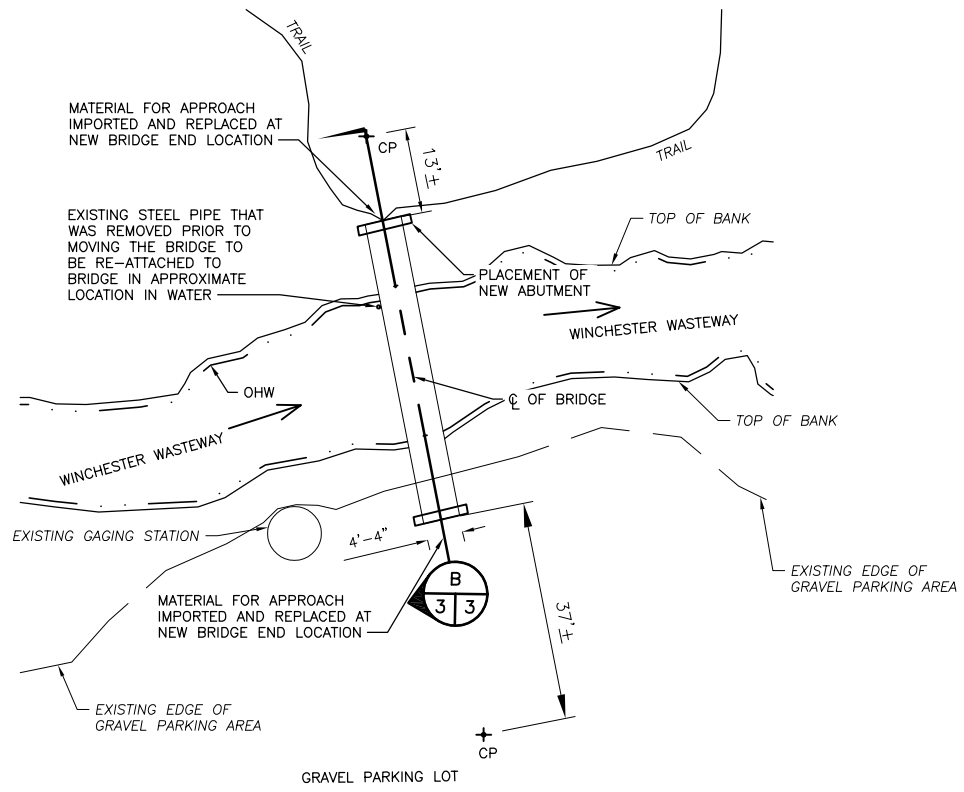 TRAIL
MATERIAL FOR APPROACH
IMPORTED AND REPLACED AT
NEW BRIDGE END LOCATION
CP
13'±
TRAIL
EXISTING STEEL PIPE THAT
WAS REMOVED PRIOR TO
MOVING THE BRIDGE TO
BE RE-ATTACHED TO
BRIDGE IN APPROXIMATE
LOCATION IN WATER
TOP OF BANK
PLACEMENT OF
NEW ABUTMENT
WINCHESTER WASTEWAY
OHW
℄ OF BRIDGE
TOP OF BANK
WINCHESTER WASTEWAY
EXISTING GAGING STATION
4'-4"
EXISTING EDGE OF
GRAVEL PARKING AREA
B
3 3
MATERIAL FOR APPROACH
IMPORTED AND REPLACED AT
NEW BRIDGE END LOCATION
37'±
EXISTING EDGE OF
GRAVEL PARKING AREA
CP
GRAVEL PARKING LOT